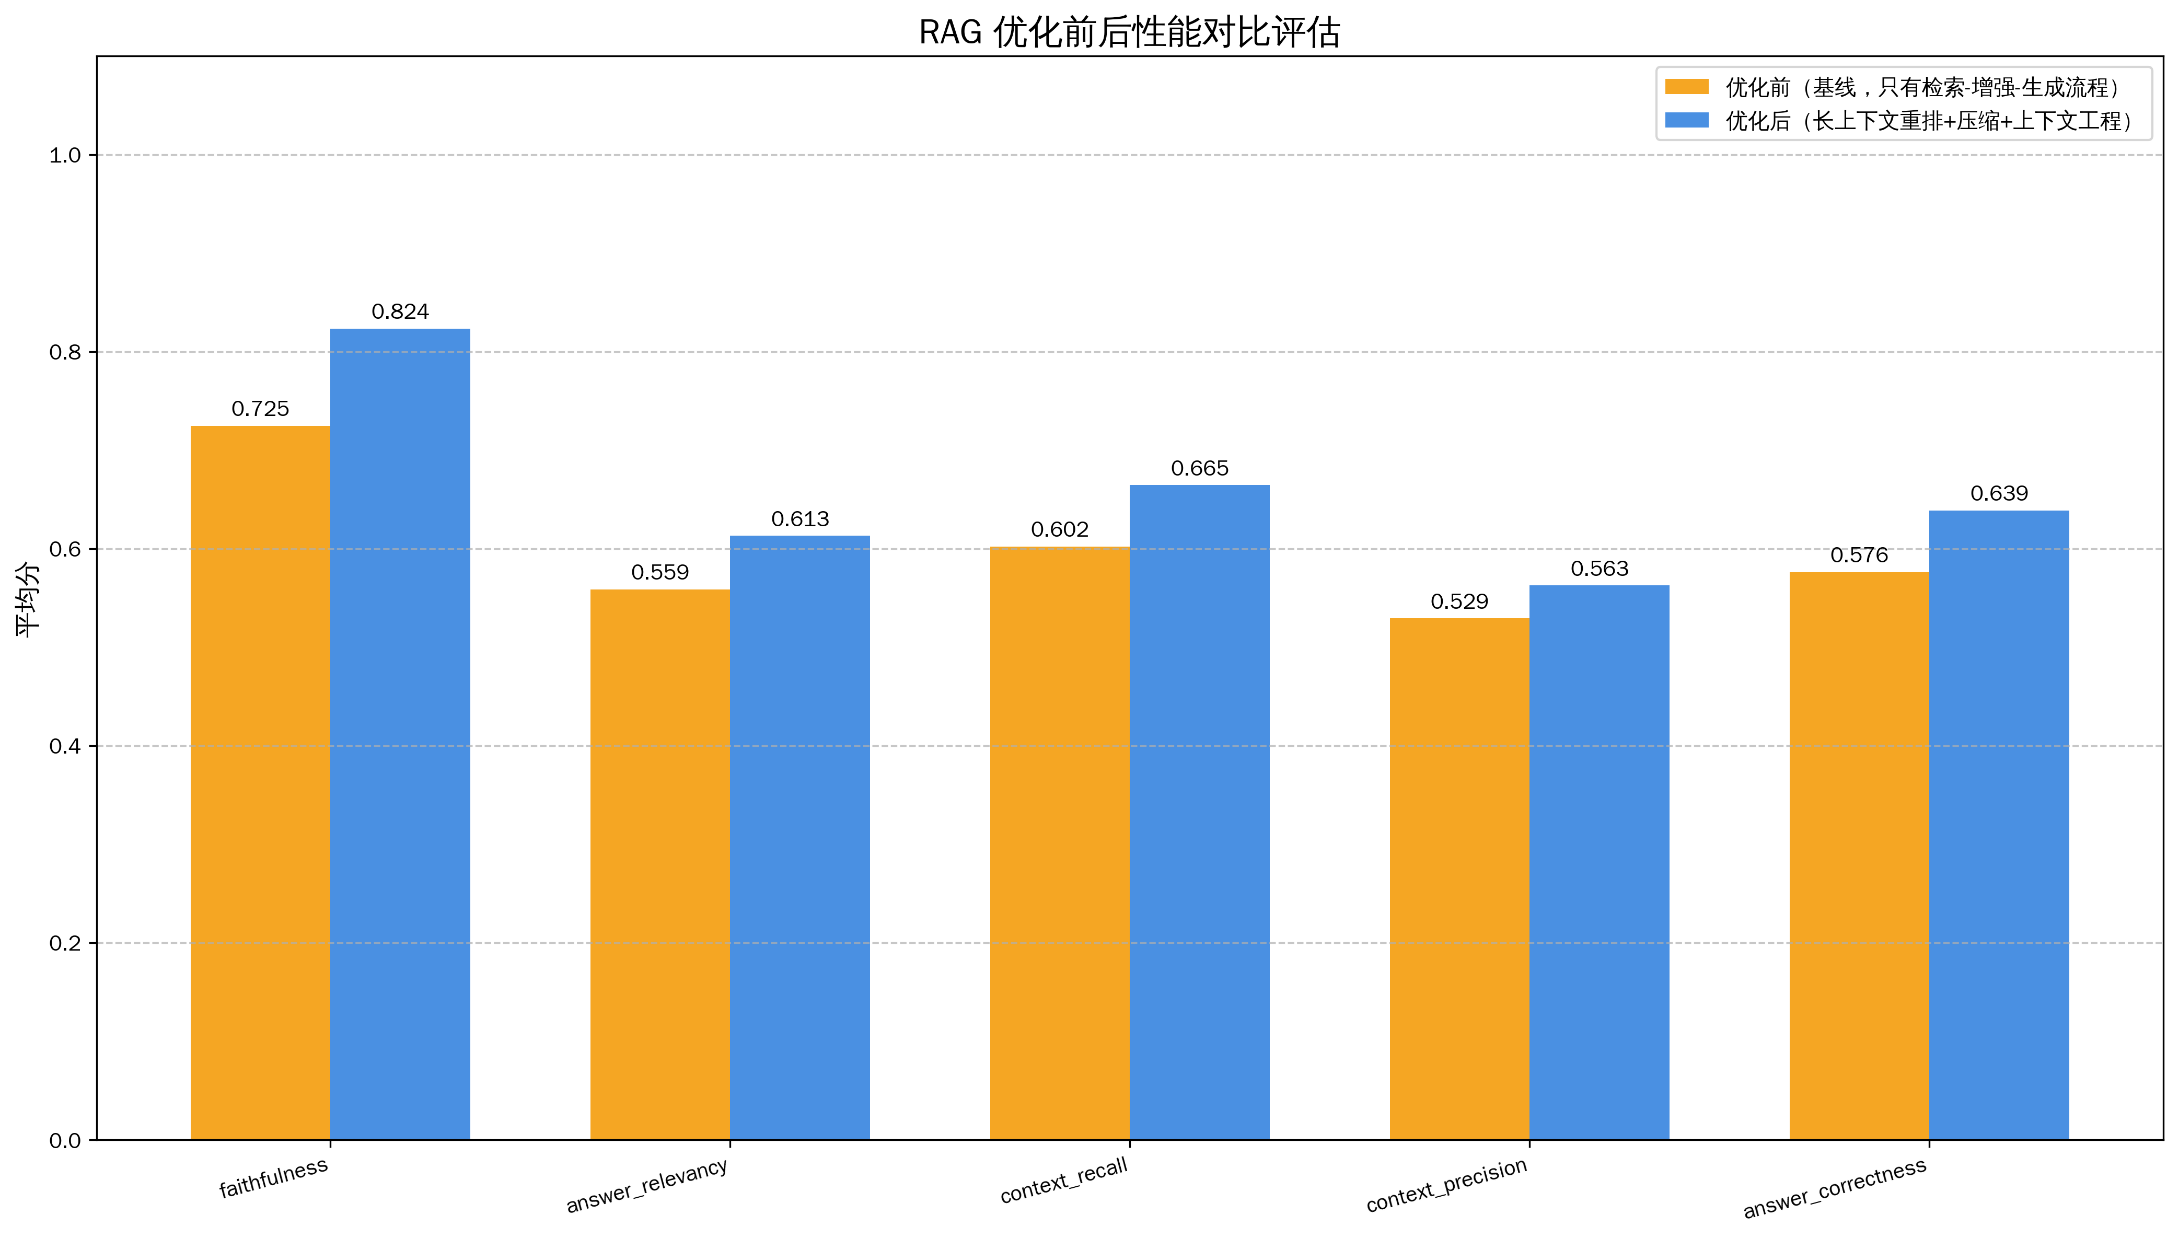 RAG 优化前后性能对比评估
优化前（基线，只有检索-增强-生成流程）
优化后（长上下文重排+压缩+上下文工程）
平均分
1.0
0.8
0.6
0.4
0.2
0.0
0.725
0.824
0.559
0.613
0.602
0.665
0.529
0.563
0.576
0.639
faithfulness
answer_relevancy
context_recall
context_precision
answer_correctness